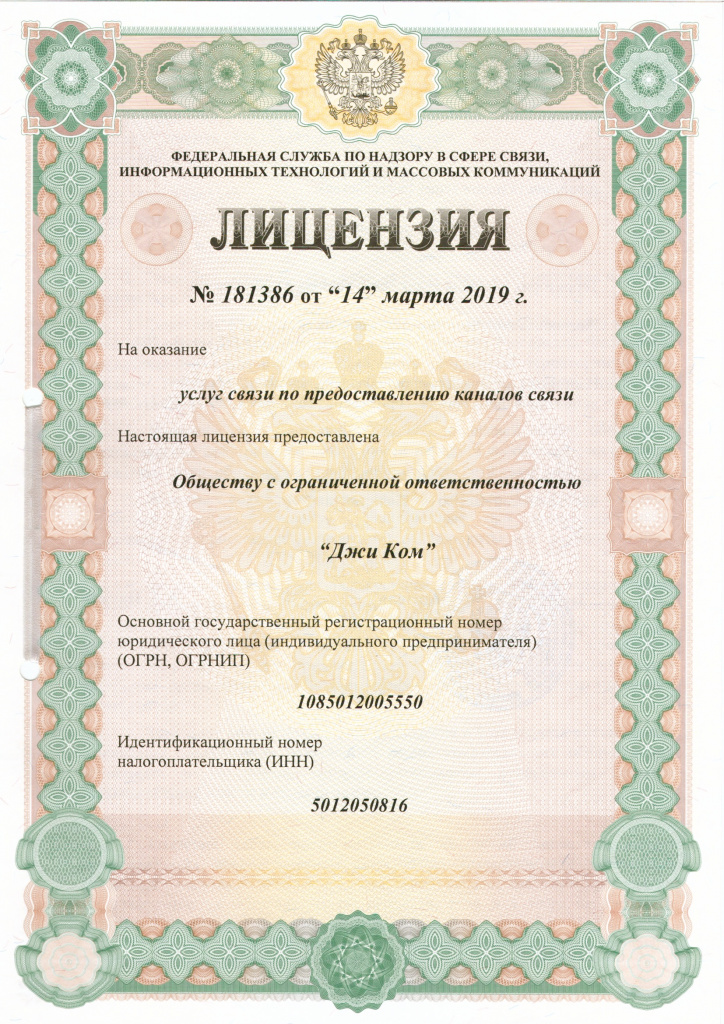 ФЕДЕРАЛЬНАЯ СЛУЖБА ПО НАДЗОРУ В СФЕРЕ СВЯЗИ,
ИНФОРМАЦИОННЫХ ТЕХНОЛОГИЙ И МАССОВЫХ КОММУНИКАЦИЙ
ЛИЦЕНЗИЯ
№ 181386 от “14” марта 2019 г.
На оказание
услуг связи по предоставлению каналов связи
Настоящая лицензия предоставлена
Обществу с ограниченной ответственностью
“Джи Ком”
Основной государственный регистрационный номер
юридического лица (индивидуального предпринимателя)
(ОГРН, ОГРНИП)
1085012005550
Идентификационный номер
налогоплательщика (ИНН)
5012050816